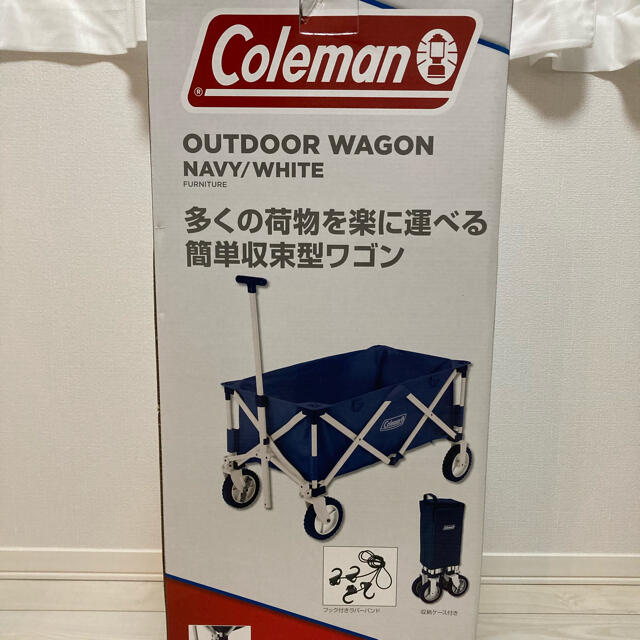 Coleman
®
OUTDOOR WAGON
NAVY/WHITE
FURNITURE
多くの荷物を楽に運べる
簡単収束型ワゴン
Coleman
Coleman
フック付きラバーバンド
収納ケース付き